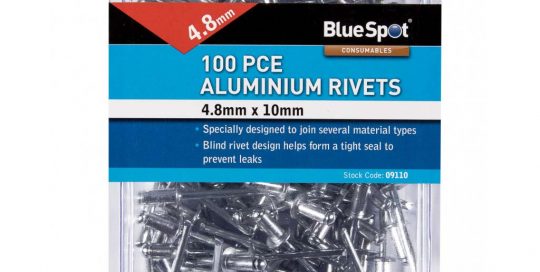 4.8mm
BlueSpot®
CONSUMABLES
100 PCE
ALUMINIUM RIVETS
4.8mm x 10mm
• Specially designed to join several material types
• Blind rivet design helps form a tight seal to
prevent leaks
Stock Code: 09110